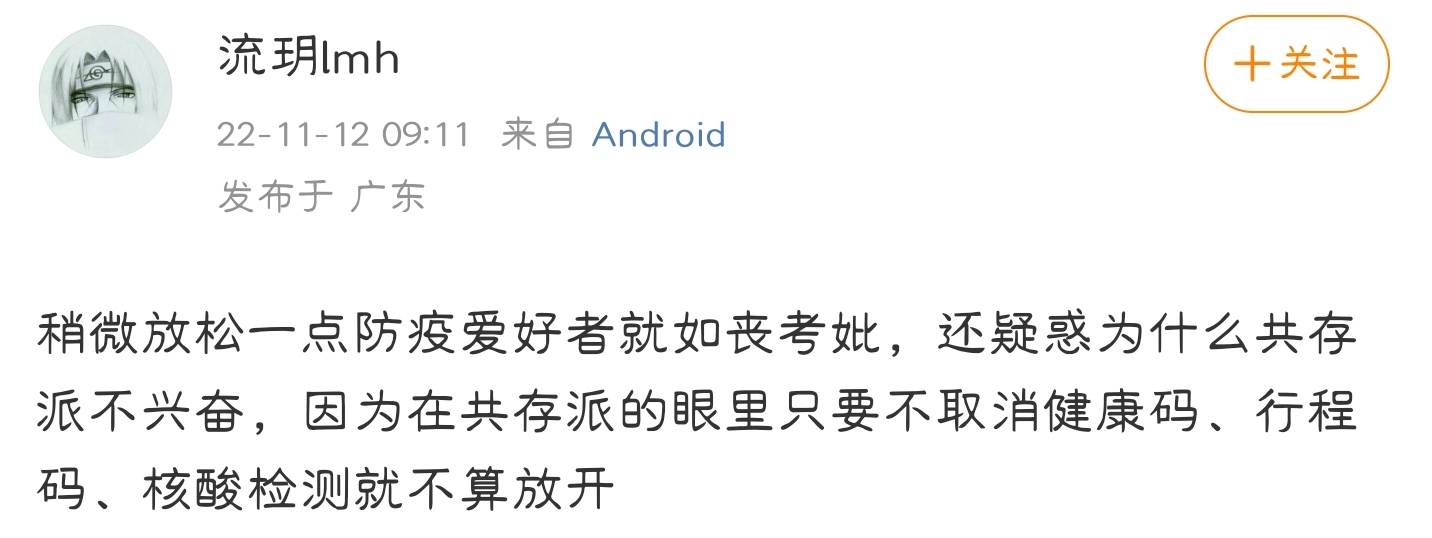 流玥lmh
十关注
22-11-12 09:11 来自 Android
发布于 广东
稍微放松一点防疫爱好者就如丧考妣，还疑惑为什么共存
派不兴奋，因为在共存派的眼里只要不取消健康码、行程
码、核酸检测就不算放开